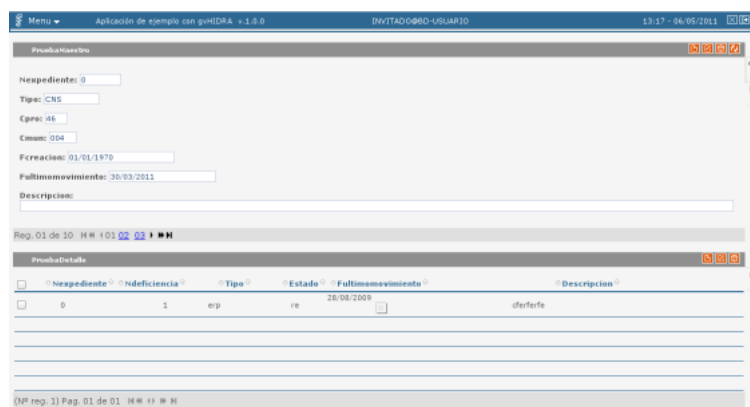 Menu Aplicación de ejemplo con gvHIDRA v.1.0.0 INVITADO@BD-USUARIO 13:17 - 06/05/2011
PruebaMaestro
Nexpediente: 0
Tipo: CNS
Cpro: 46
Cmun: 004
Fcreacion: 01/01/1970
Fultimomovimiento: 30/03/2011
Descripcion:
Reg. 01 de 10 01 02 03
PruebaDetalle
Nexpediente Ndeficiencia Tipo Estado Fultimomovimiento Descripcion
0 1 erp re 28/08/2009 cferferfe
(Nº reg. 1) Pag. 01 de 01